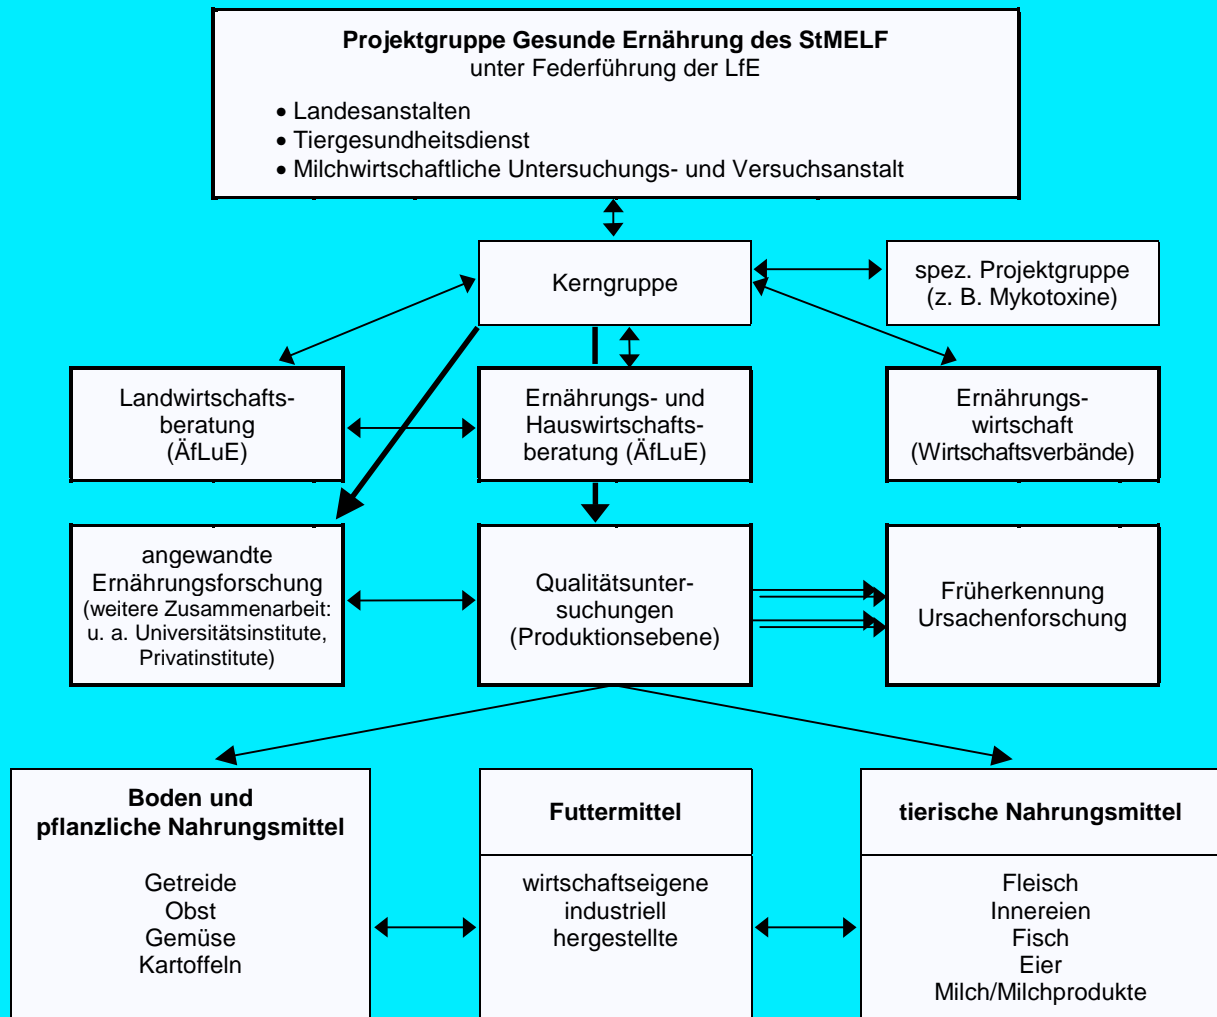 Projektgruppe Gesunde Ernährung des StMELF
unter Federführung der LfE
• Landesanstalten
• Tiergesundheitsdienst
• Milchwirtschaftliche Untersuchungs- und Versuchsanstalt
Kerngruppe
spez. Projektgruppe
(z. B. Mykotoxine)
Landwirtschafts-
beratung
(ÄfLuE)
Ernährungs- und
Hauswirtschafts-
beratung (ÄfLuE)
Ernährungs-
wirtschaft
(Wirtschaftsverbände)
angewandte
Ernährungsforschung
(weitere Zusammenarbeit:
u. a. Universitätsinstitute,
Privatinstitute)
Qualitätsunter-
suchungen
(Produktionsebene)
Früherkennung
Ursachenforschung
Boden und
pflanzliche Nahrungsmittel
Getreide
Obst
Gemüse
Kartoffeln
Futtermittel
wirtschaftseigene
industriell
hergestellte
tierische Nahrungsmittel
Fleisch
Innereien
Fisch
Eier
Milch/Milchprodukte